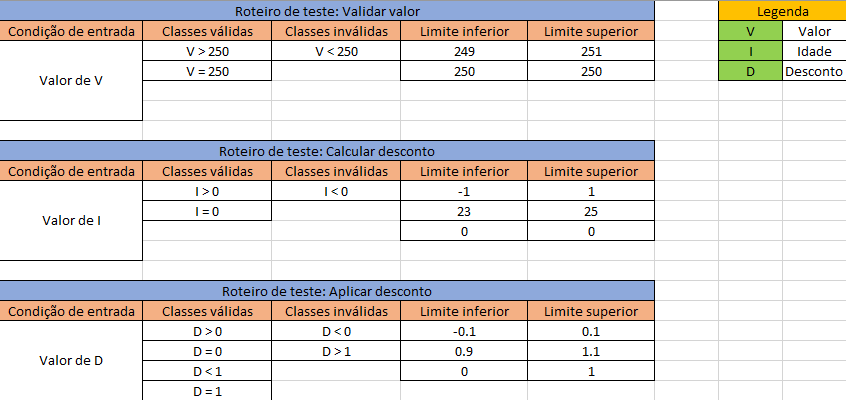 Roteiro de teste: Validar valor
Legenda
Condição de entrada Classes válidas Classes inválidas Limite inferior Limite superior
V Valor
Valor de V
V > 250 V < 250 249 251
I Idade
V = 250 250 250
D Desconto
Roteiro de teste: Calcular desconto
Condição de entrada Classes válidas Classes inválidas Limite inferior Limite superior
Valor de I
I > 0 I < 0 -1 1
I = 0 23 25
0 0
Roteiro de teste: Aplicar desconto
Condição de entrada Classes válidas Classes inválidas Limite inferior Limite superior
Valor de D
D > 0 D < 0 -0.1 0.1
D = 0 D > 1 0.9 1.1
D < 1 0 1
D = 1